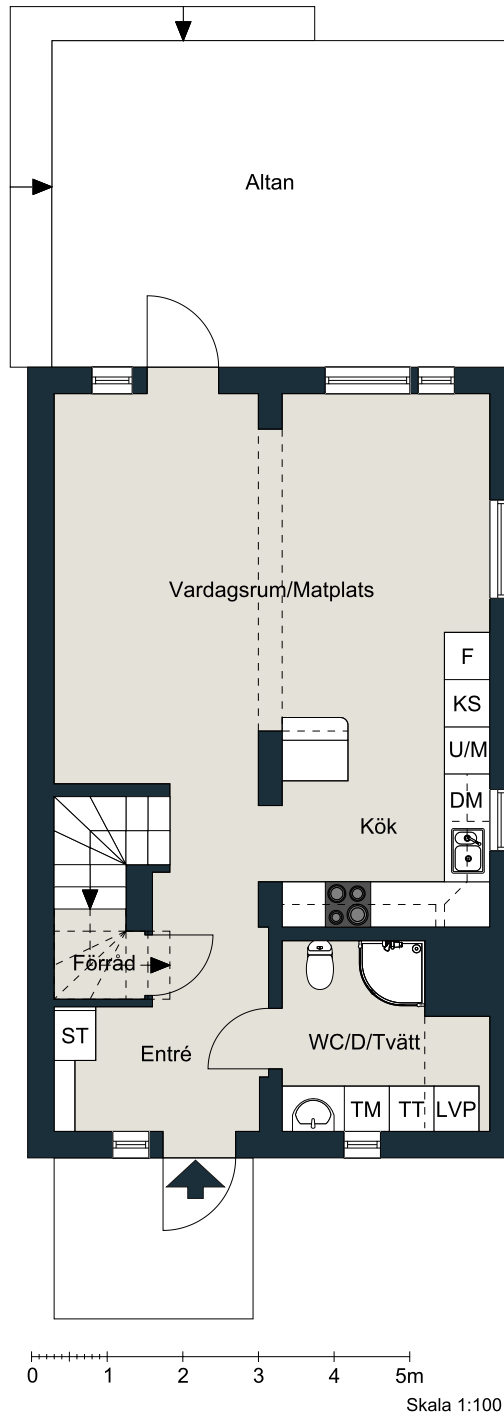 Altan
Vardagsrum/Matplats
F
KS
U/M
DM
Kök
Förråd
ST
Entré
WC/D/Tvätt
TM TT LVP
0 1 2 3 4 5m
Skala 1:100